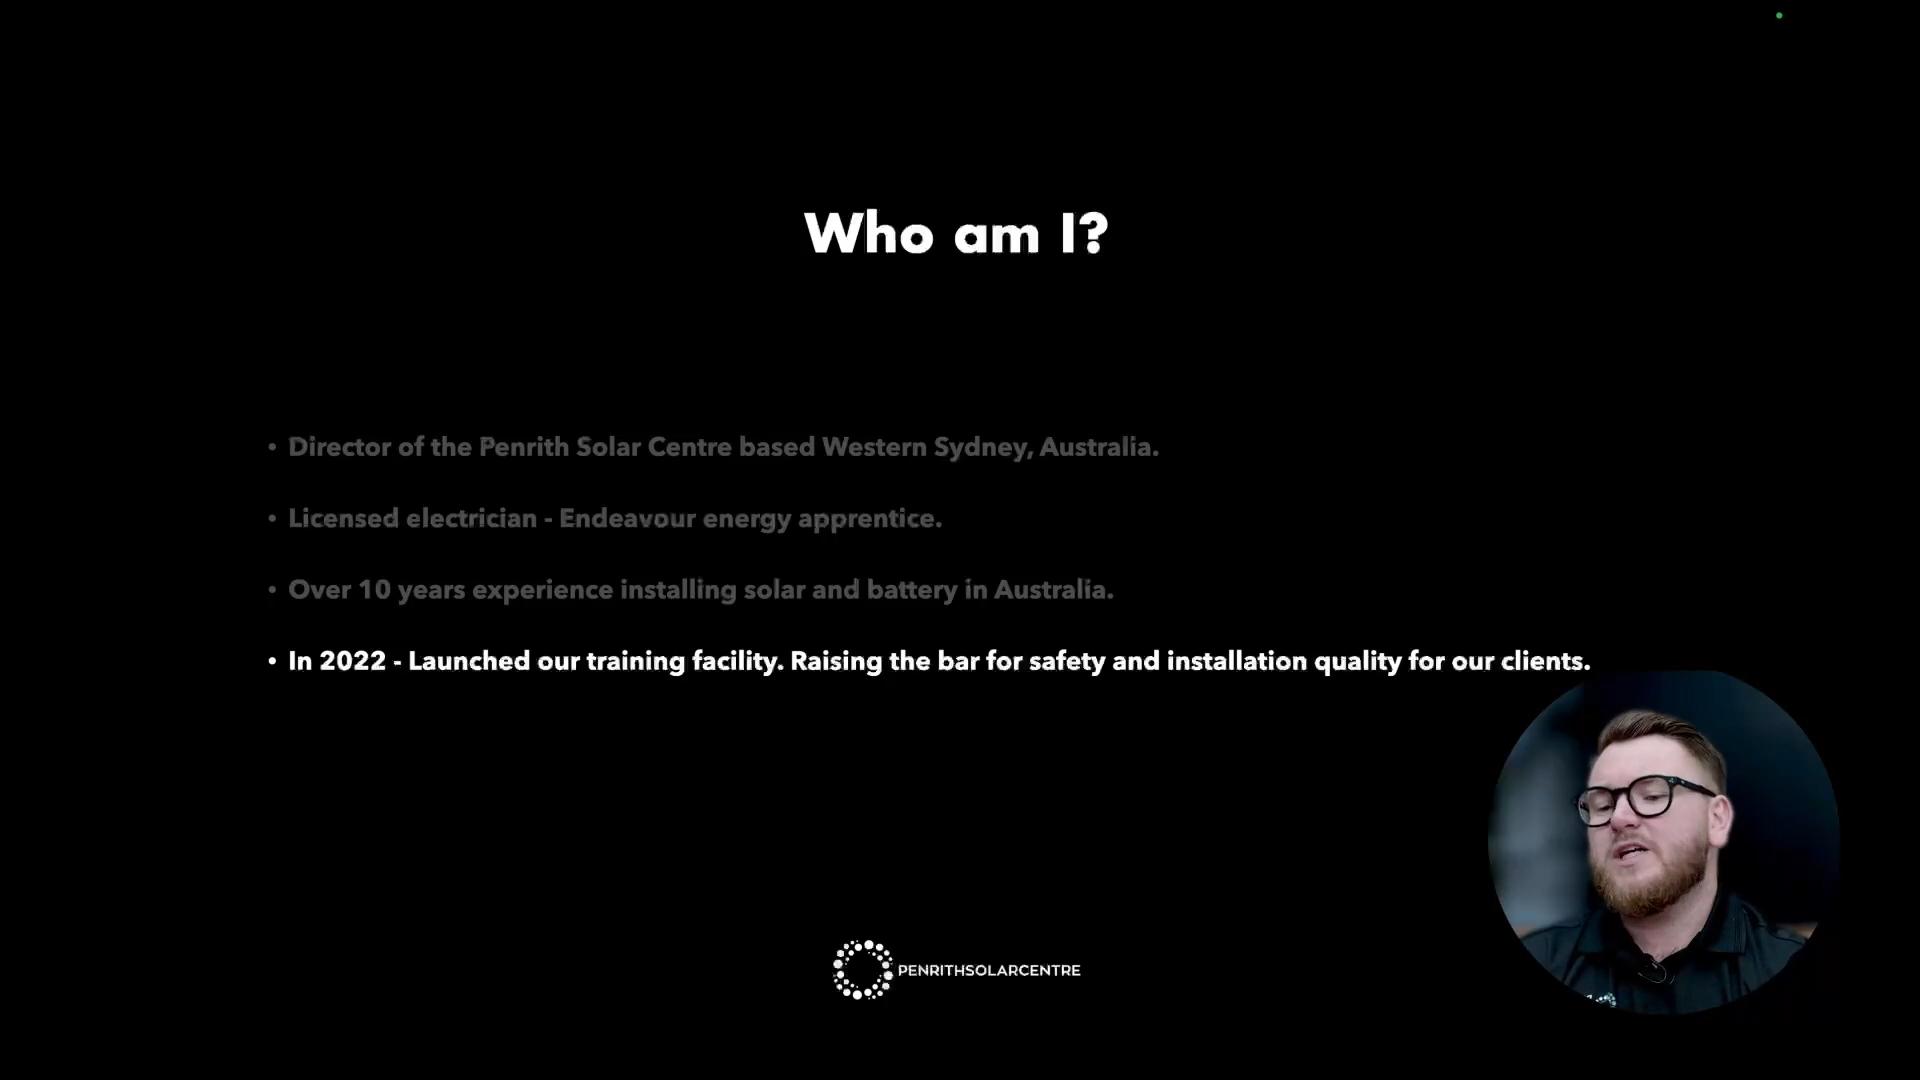 Who am I?
• Director of the Penrith Solar Centre based Western Sydney, Australia.
• Licensed electrician - Endeavour energy apprentice.
• Over 10 years experience installing solar and battery in Australia.
• In 2022 - Launched our training facility. Raising the bar for safety and installation quality for our clients.
PENRITHSOLARCENTRE